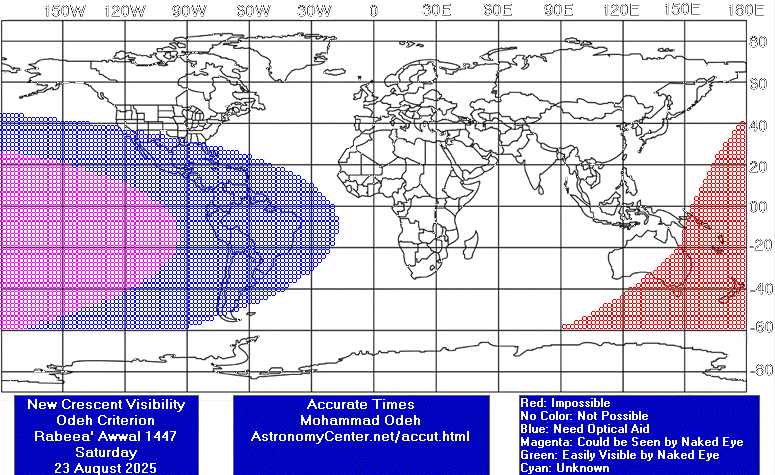 150W 120W 90W 60W 30W 0 30E 60E 90E 120E 150E 180E
80
60
40
20
00
-20
-40
-60
-80
New Crescent Visibility
Odeh Criterion
Rabeea' Awwal 1447
Saturday
23 August 2025
Accurate Times
Mohammad Odeh
AstronomyCenter.net/accut.html
Red: Impossible
No Color: Not Possible
Blue: Need Optical Aid
Magenta: Could be Seen by Naked Eye
Green: Easily Visible by Naked Eye
Cyan: Unknown